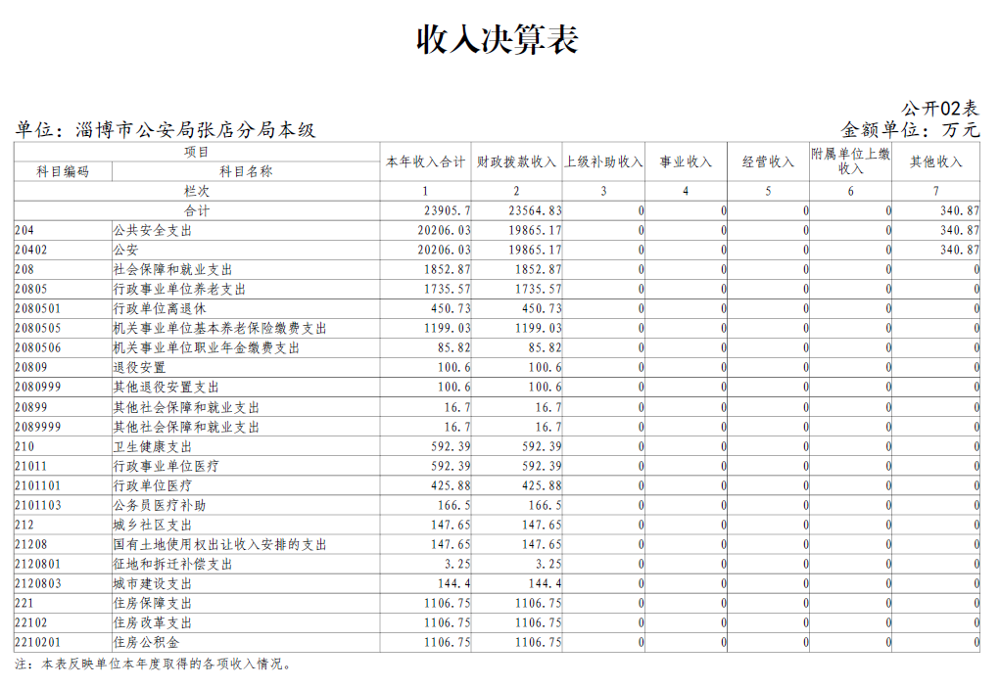 收入决算表
公开02表
单位：淄博市公安局张店分局本级 金额单位：万元
项目 本年收入合计 财政拨款收入 上级补助收入 事业收入 经营收入 附属单位上缴收入 其他收入
科目编码 科目名称
栏次 1 2 3 4 5 6 7
合计 23905.7 23564.83 0 0 0 0 340.87
204 公共安全支出 20206.03 19865.17 0 0 0 0 340.87
20402 公安 20206.03 19865.17 0 0 0 0 340.87
208 社会保障和就业支出 1852.87 1852.87 0 0 0 0 0
20805 行政事业单位养老支出 1735.57 1735.57 0 0 0 0 0
2080501 行政单位离退休 450.73 450.73 0 0 0 0 0
2080505 机关事业单位基本养老保险缴费支出 1199.03 1199.03 0 0 0 0 0
2080506 机关事业单位职业年金缴费支出 85.82 85.82 0 0 0 0 0
20809 退役安置 100.6 100.6 0 0 0 0 0
2080999 其他退役安置支出 100.6 100.6 0 0 0 0 0
20899 其他社会保障和就业支出 16.7 16.7 0 0 0 0 0
2089999 其他社会保障和就业支出 16.7 16.7 0 0 0 0 0
210 卫生健康支出 592.39 592.39 0 0 0 0 0
21011 行政事业单位医疗 592.39 592.39 0 0 0 0 0
2101101 行政单位医疗 425.88 425.88 0 0 0 0 0
2101103 公务员医疗补助 166.5 166.5 0 0 0 0 0
212 城乡社区支出 147.65 147.65 0 0 0 0 0
21208 国有土地使用权出让收入安排的支出 147.65 147.65 0 0 0 0 0
2120801 征地和拆迁补偿支出 3.25 3.25 0 0 0 0 0
2120803 城市建设支出 144.4 144.4 0 0 0 0 0
221 住房保障支出 1106.75 1106.75 0 0 0 0 0
22102 住房改革支出 1106.75 1106.75 0 0 0 0 0
2210201 住房公积金 1106.75 1106.75 0 0 0 0 0
注：本表反映单位本年度取得的各项收入情况。